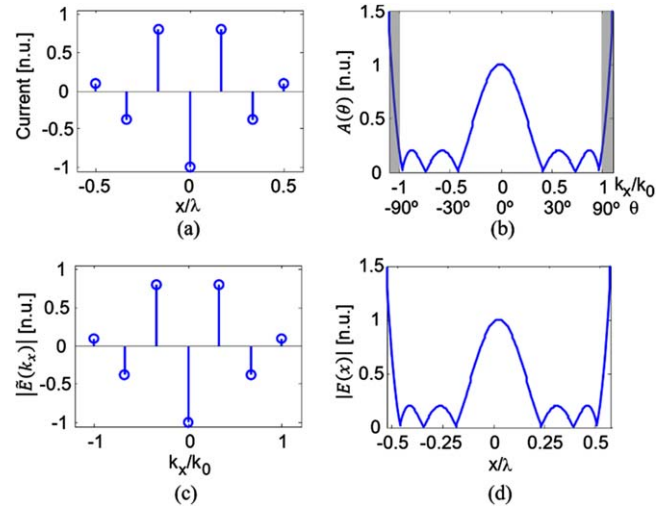 Current [n.u.]
1
0.5
0
-0.5
-1
-0.5 0 0.5
x/λ
(a)
A(θ) [n.u.]
1.5
1
0.5
0
-1 -0.5 0 0.5 1 kx/k0
-90° -30° 0° 30° 90° θ
(b)
|Ẽ(kx)| [n.u.]
1
0.5
0
-0.5
-1
-1 0 1
kx/k0
(c)
|E(x)| [n.u.]
1.5
1
0.5
0
-0.5 -0.25 0 0.25 0.5
x/λ
(d)